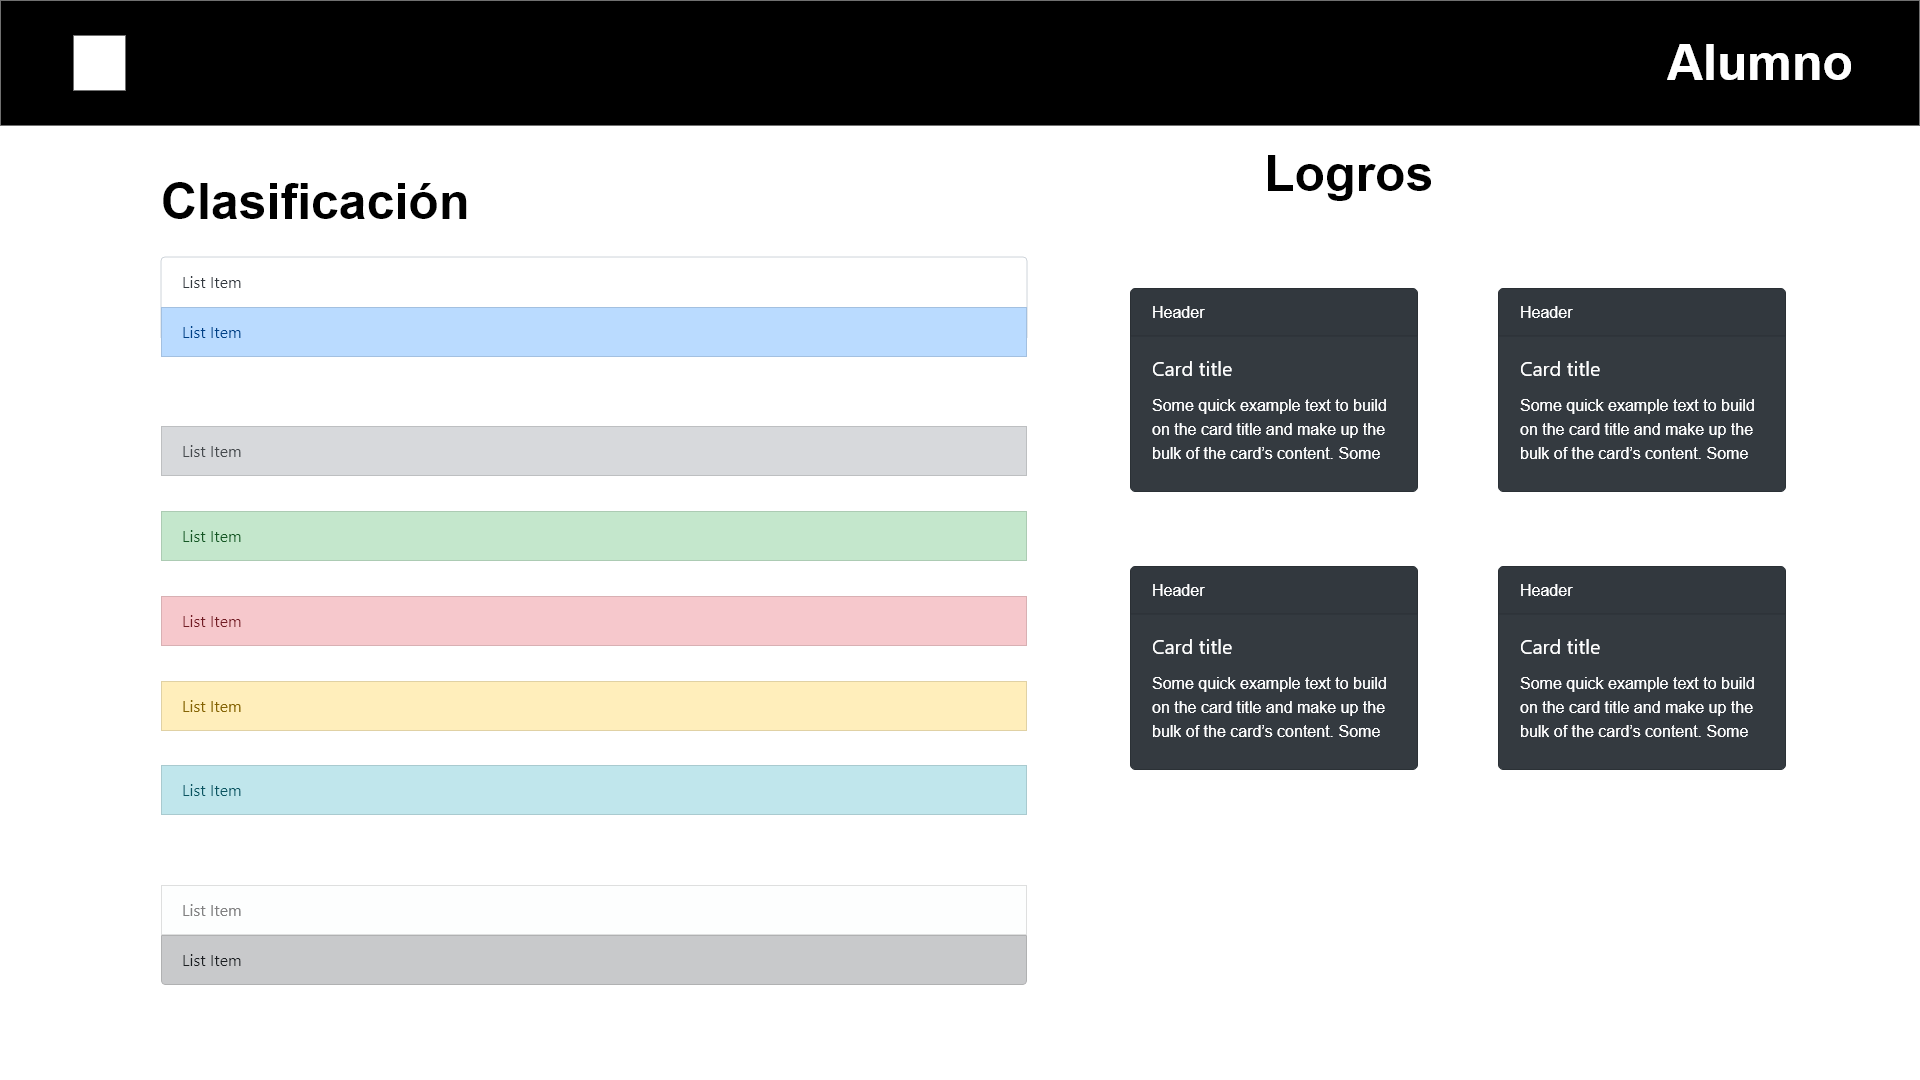 Alumno
Clasificación
List Item
List Item
List Item
List Item
List Item
List Item
List Item
List Item
List Item
Logros
Header
Card title
Some quick example text to build
on the card title and make up the
bulk of the card’s content. Some
Header
Card title
Some quick example text to build
on the card title and make up the
bulk of the card’s content. Some
Header
Card title
Some quick example text to build
on the card title and make up the
bulk of the card’s content. Some
Header
Card title
Some quick example text to build
on the card title and make up the
bulk of the card’s content. Some